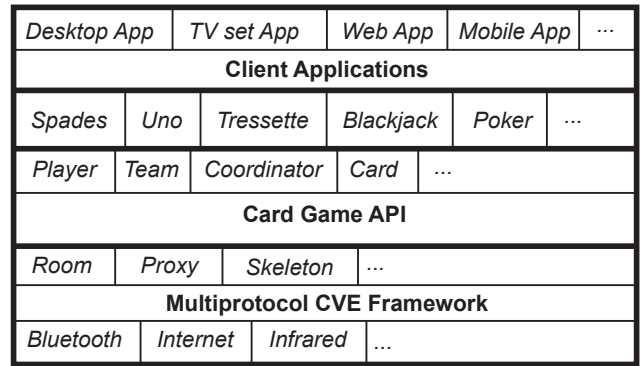 Desktop App TV set App Web App Mobile App ...
Client Applications
Spades Uno Tressette Blackjack Poker ...
Player Team Coordinator Card ...
Card Game API
Room Proxy Skeleton ...
Multiprotocol CVE Framework
Bluetooth Internet Infrared ...